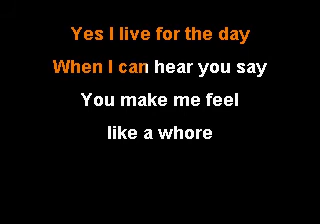 Yes I live for the day
When I can hear you say
You make me feel
like a whore